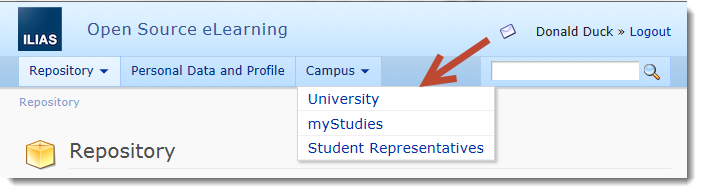 ILIAS Open Source eLearning Donald Duck » Logout
Repository Personal Data and Profile Campus
Repository
University
myStudies
Repository
Student Representatives